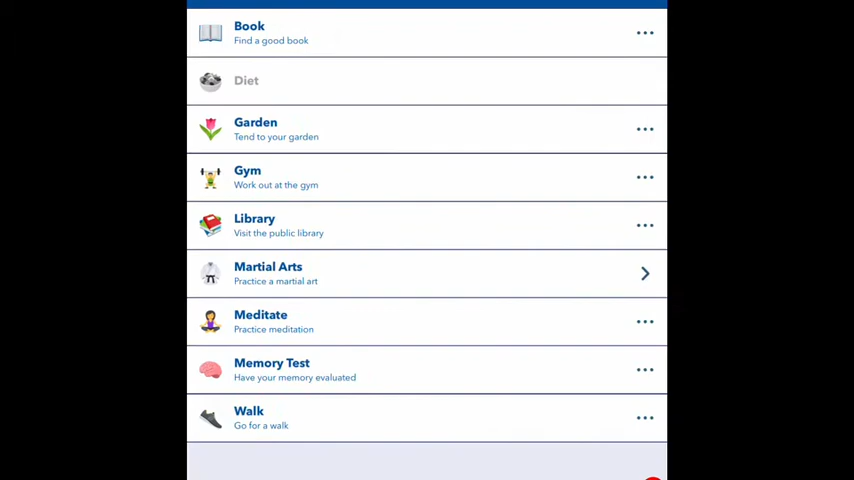 Book
Find a good book
Diet
Garden
Tend to your garden
Gym
Work out at the gym
Library
Visit the public library
Martial Arts
Practice a martial art
Meditate
Practice meditation
Memory Test
Have your memory evaluated
Walk
Go for a walk